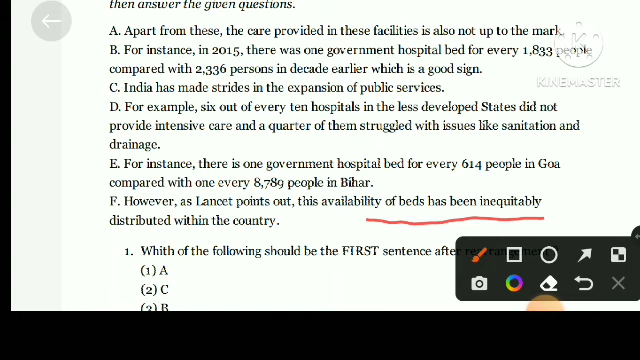 then answer the given questions.
A. Apart from these, the care provided in these facilities is also not up to the mark.
B. For instance, in 2015, there was one government hospital bed for every 1,833 people
KINEMASTER
compared with 2,336 persons in decade earlier which is a good sign.
C. India has made strides in the expansion of public services.
D. For example, six out of every ten hospitals in the less developed States did not
provide intensive care and a quarter of them struggled with issues like sanitation and
drainage.
E. For instance, there is one government hospital bed for every 614 people in Goa
compared with one every 8,789 people in Bihar.
F. However, as Lancet points out, this availability of beds has been inequitably
distributed within the country.
1. Whith of the following should be the FIRST sentence after
(1) A
(2) C
(3) B